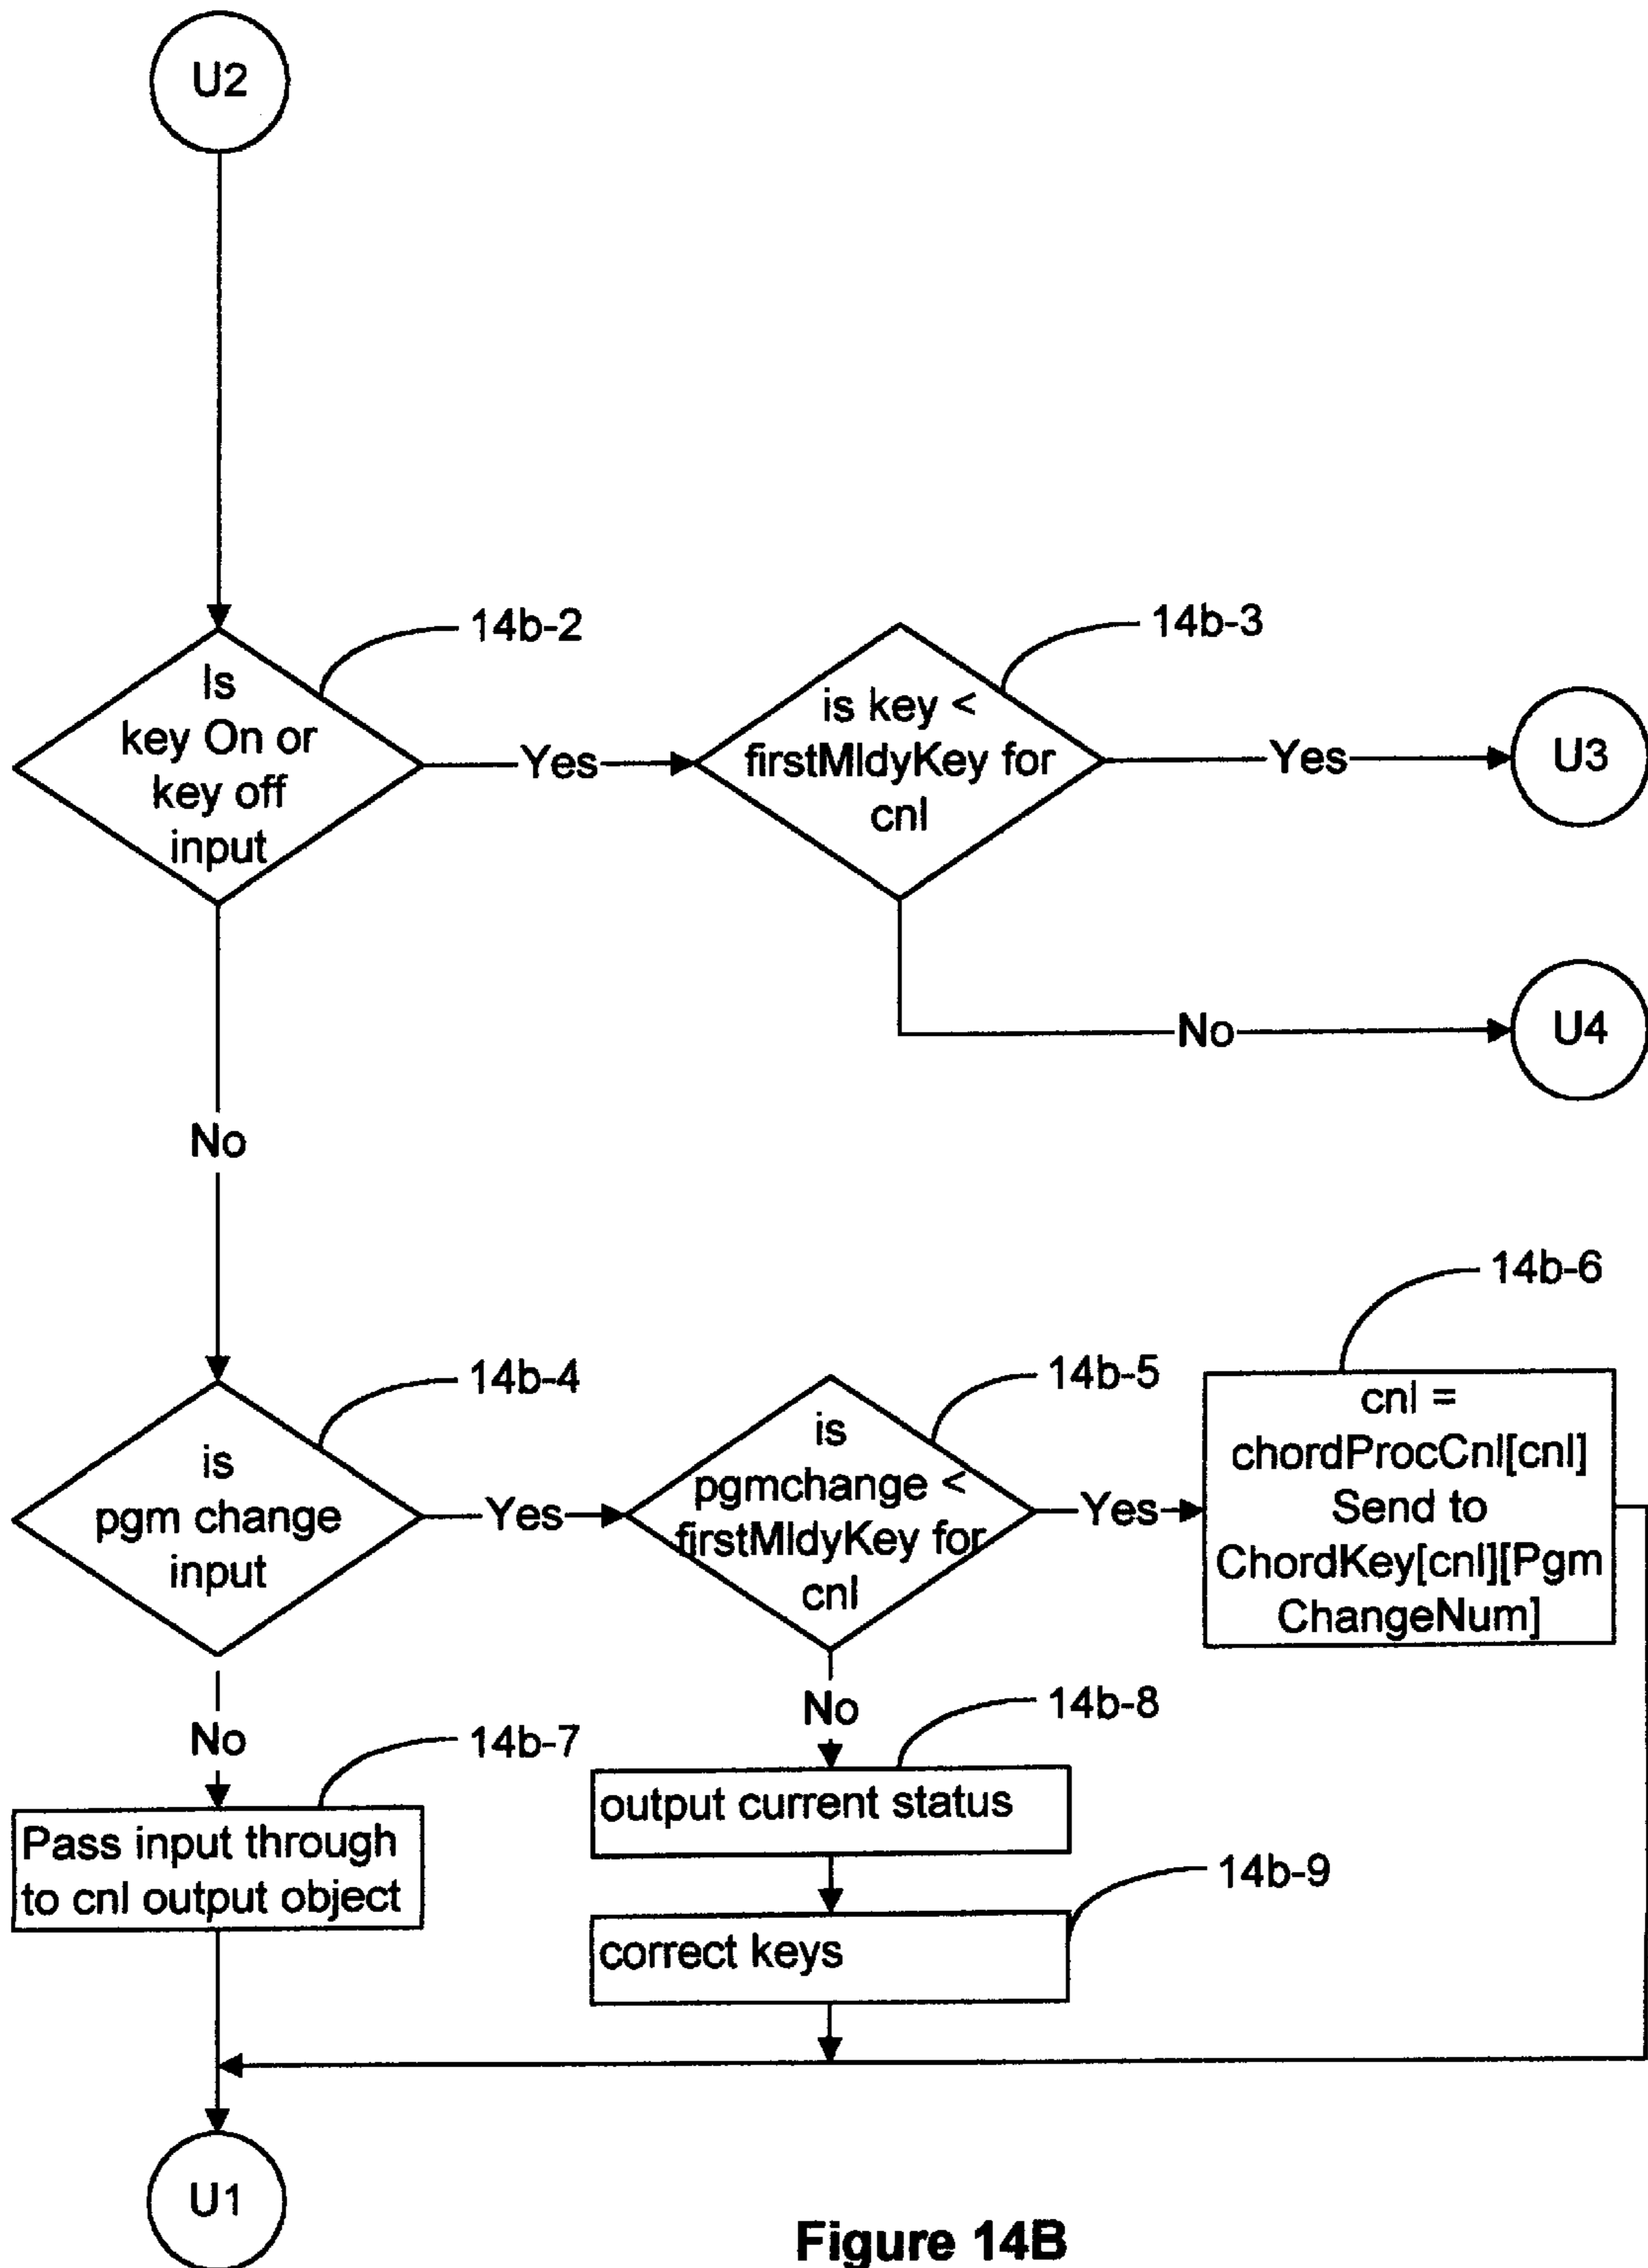 U2
14b-2
Is
key On or
key off
input
Yes
14b-3
is key <
firstMldyKey for
cnl
Yes
U3
No
U4
No
14b-4
is
pgm change
input
Yes
14b-5
is
pgmchange <
firstMldyKey for
cnl
Yes
14b-6
cnl =
chordProcCnl[cnl]
Send to
ChordKey[cnl][Pgm
ChangeNum]
No
14b-7
Pass input through
to cnl output object
No
14b-8
output current status
14b-9
correct keys
U1
Figure 14B